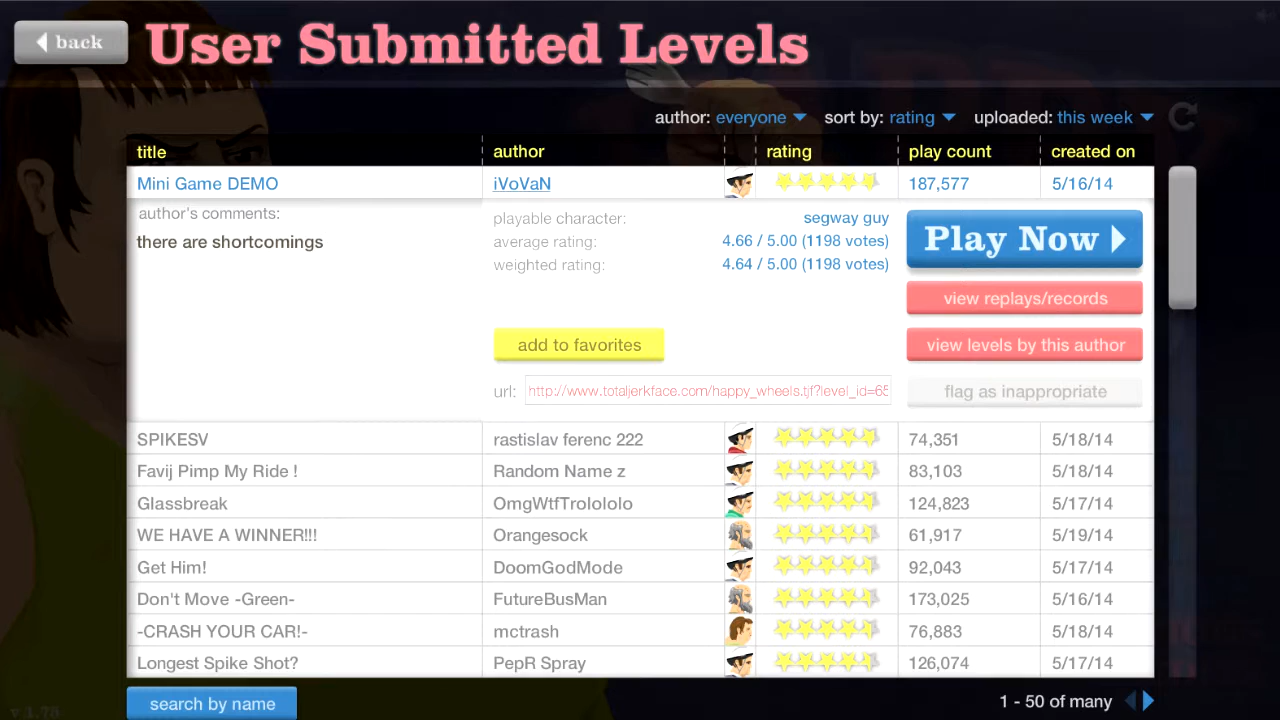 back
User Submitted Levels
author: everyone sort by: rating uploaded: this week
title author rating play count created on
Mini Game DEMO iVoVaN 187,577 5/16/14
author's comments:
there are shortcomings
playable character: segway guy
average rating: 4.66 / 5.00 (1198 votes)
weighted rating: 4.64 / 5.00 (1198 votes)
Play Now
view replays/records
add to favorites
view levels by this author
url: http://www.totaljerkface.com/happy_wheels.tjf?level_id=65
flag as inappropriate
SPIKESV rastislav ferenc 222 74,351 5/18/14
Favij Pimp My Ride ! Random Name z 83,103 5/18/14
Glassbreak OmgWtfTrolololo 124,823 5/17/14
WE HAVE A WINNER!!! Orangesock 61,917 5/19/14
Get Him! DoomGodMode 92,043 5/17/14
Don't Move -Green- FutureBusMan 173,025 5/16/14
-CRASH YOUR CAR!- mctrash 76,883 5/18/14
Longest Spike Shot? PepR Spray 126,074 5/17/14
search by name
1 - 50 of many